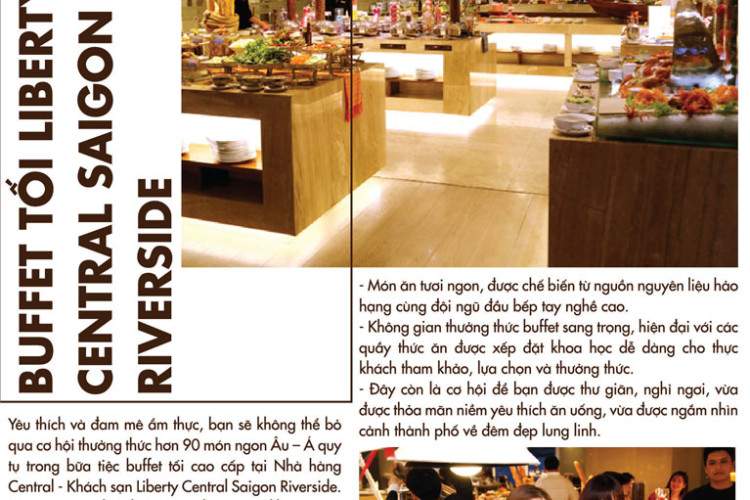 BUFFET TỐI LIBERTY
CENTRAL SAIGON
RIVERSIDE
Yêu thích và đam mê ẩm thực, bạn sẽ không thể bỏ
qua cơ hội thưởng thức hơn 90 món ngon Âu – Á quy
tụ trong bữa tiệc buffet tối cao cấp tại Nhà hàng
Central - Khách sạn Liberty Central Saigon Riverside.
- Món ăn tươi ngon, được chế biến từ nguồn nguyên liệu hảo
hạng cùng đội ngũ đầu bếp tay nghề cao.
- Không gian thưởng thức buffet sang trọng, hiện đại với các
quầy thức ăn được xếp đặt khoa học dễ dàng cho thực
khách tham khảo, lựa chọn và thưởng thức.
- Đây còn là cơ hội để bạn được thư giãn, nghỉ ngơi, vừa
được thỏa mãn niềm yêu thích ăn uống, vừa được ngắm nhìn
cảnh thành phố về đêm đẹp lung linh.